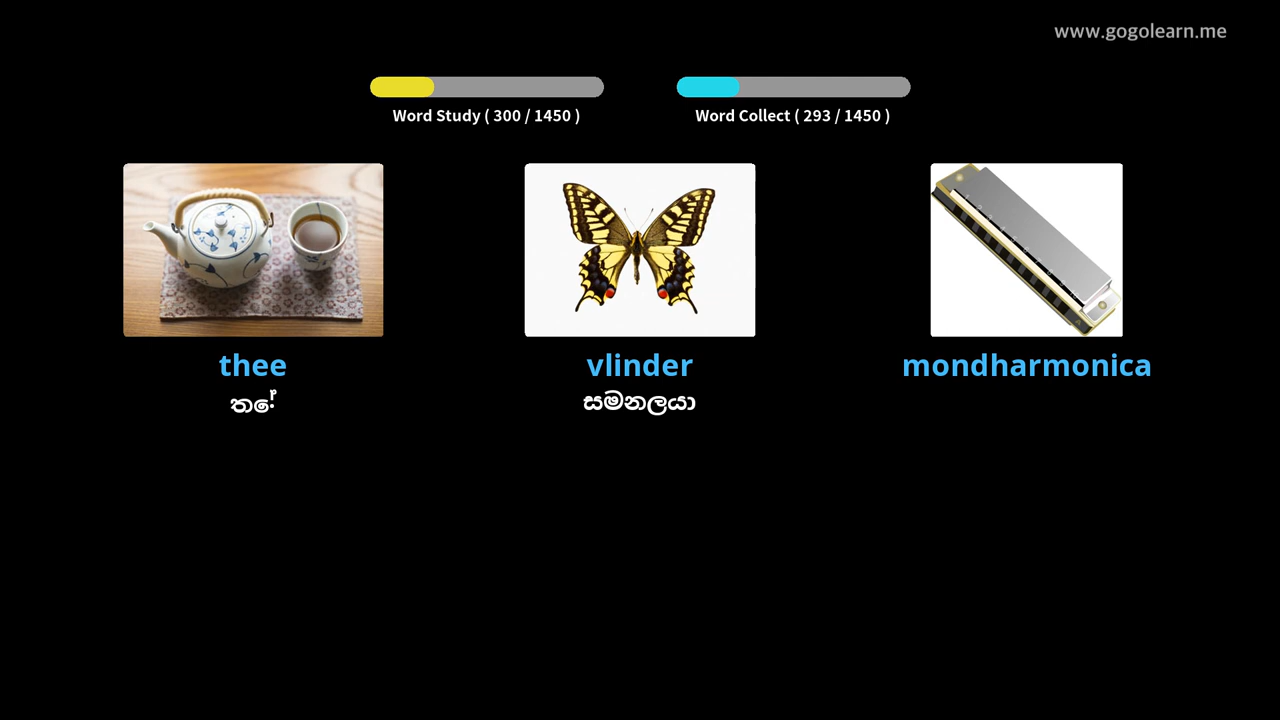 www.gogolearn.me
Word Study ( 300 / 1450 )
Word Collect ( 293 / 1450 )
thee
vlinder
mondharmonica
තේ
සමනලයා